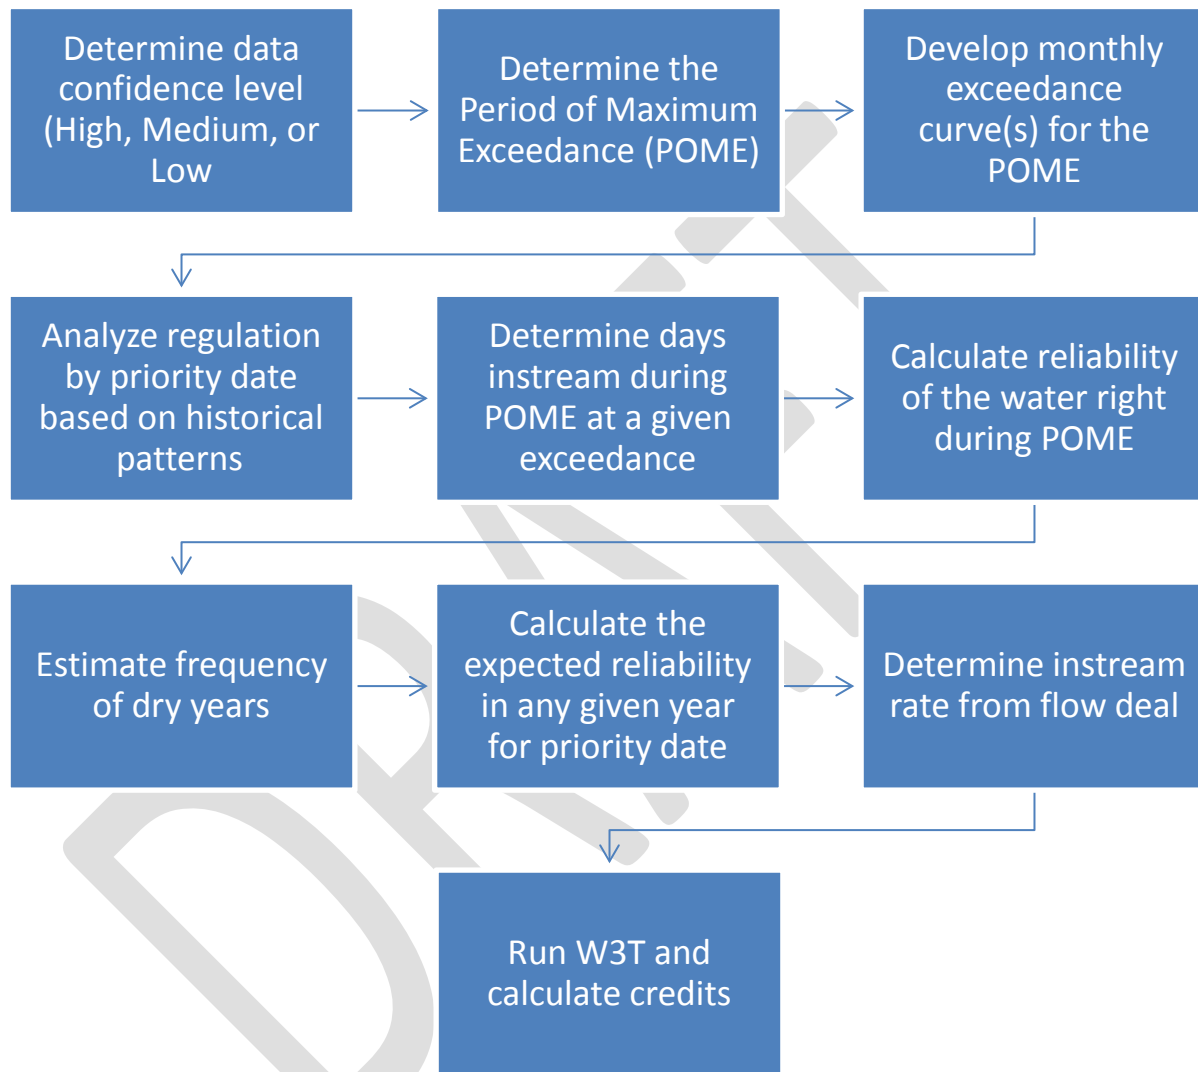 Determine data
confidence level
(High, Medium, or
Low
Determine the
Period of Maximum
Exceedance (POME)
Develop monthly
exceedance
curve(s) for the
POME
Analyze regulation
by priority date
based on historical
patterns
Determine days
instream during
POME at a given
exceedance
Calculate reliability
of the water right
during POME
Estimate frequency
of dry years
Calculate the
expected reliability
in any given year
for priority date
Determine instream
rate from flow deal
Run W3T and
calculate credits
DRAFT